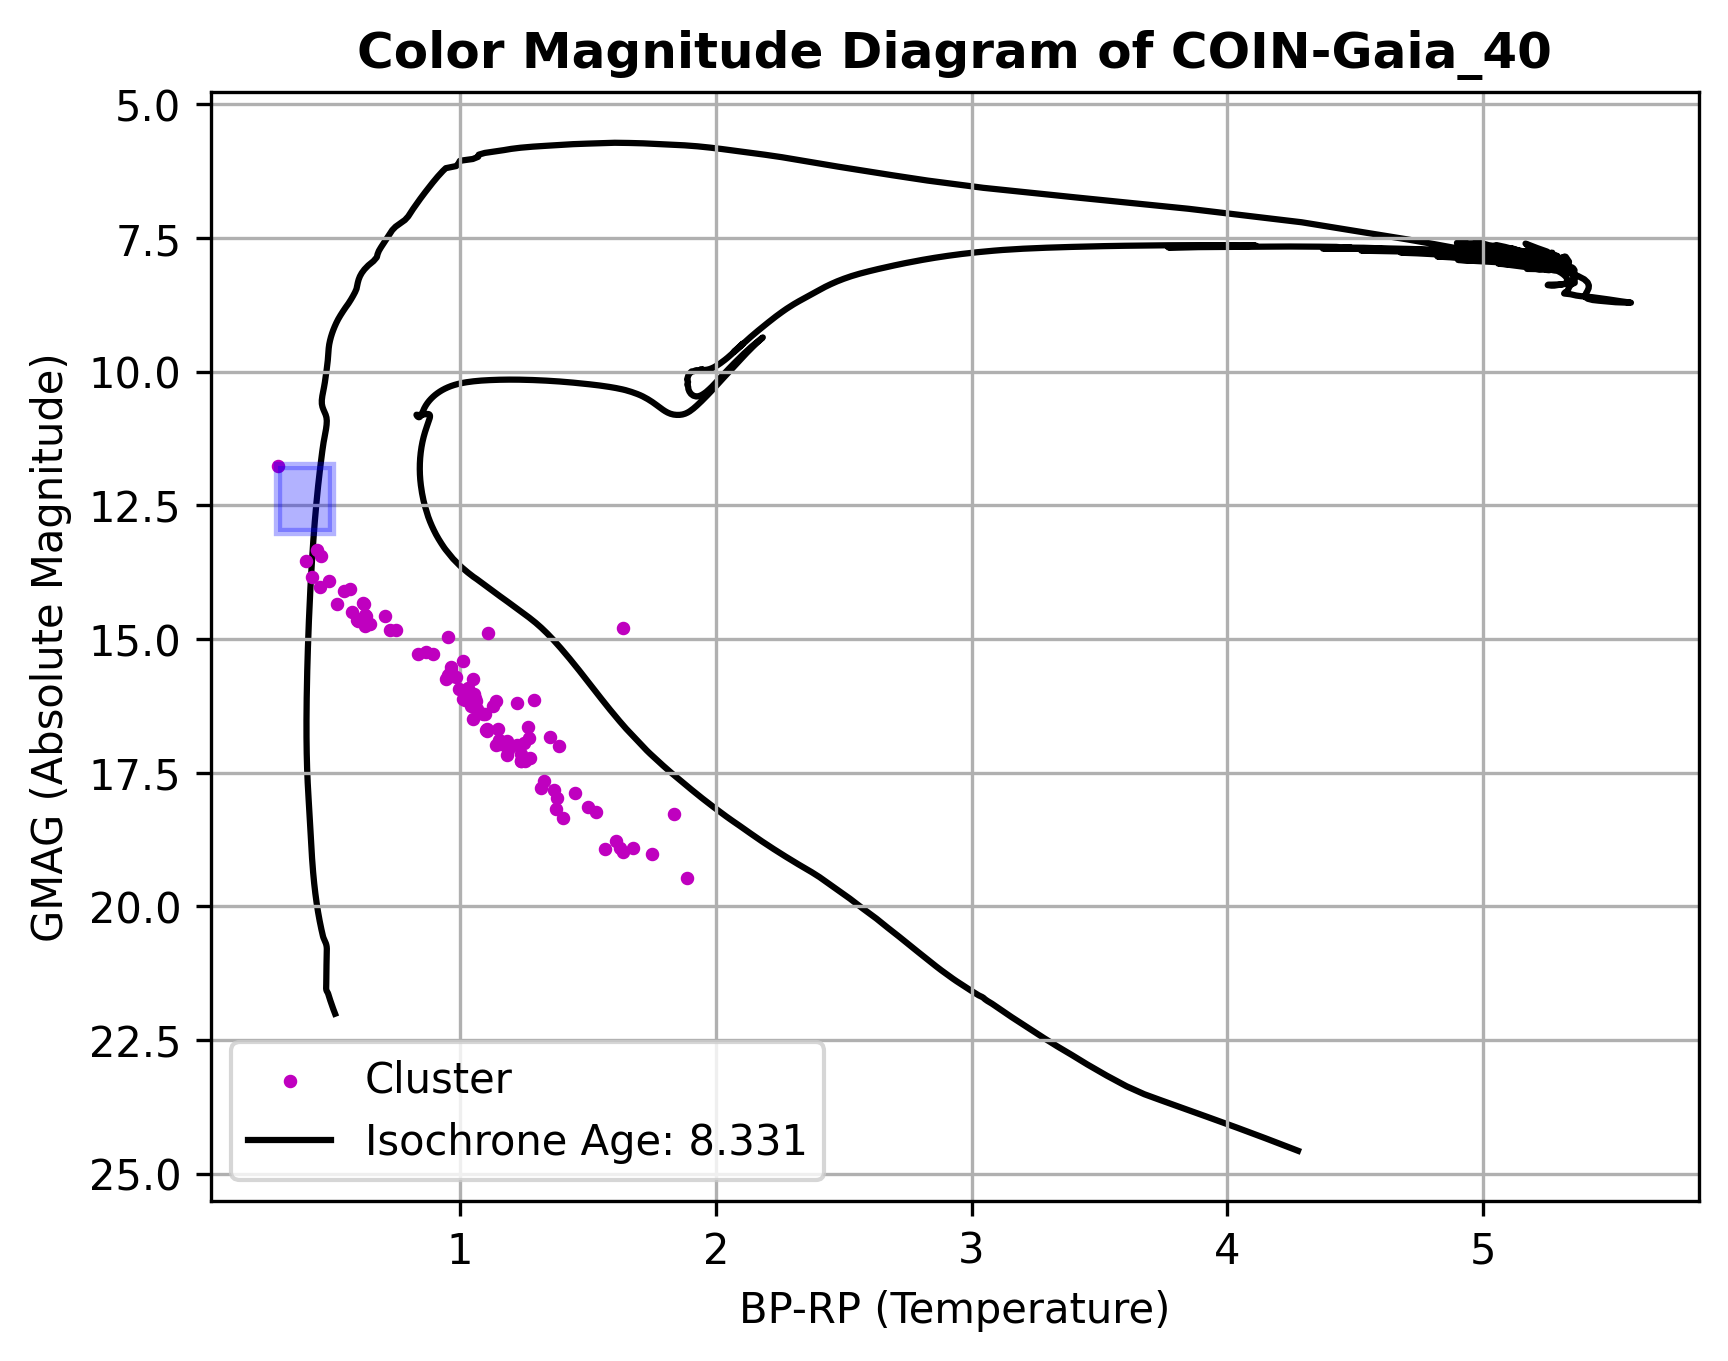 Color Magnitude Diagram of COIN-Gaia_40
GMAG (Absolute Magnitude)
5.0
7.5
10.0
12.5
15.0
17.5
20.0
22.5
25.0
Cluster
Isochrone Age: 8.331
1
2
3
4
5
BP-RP (Temperature)